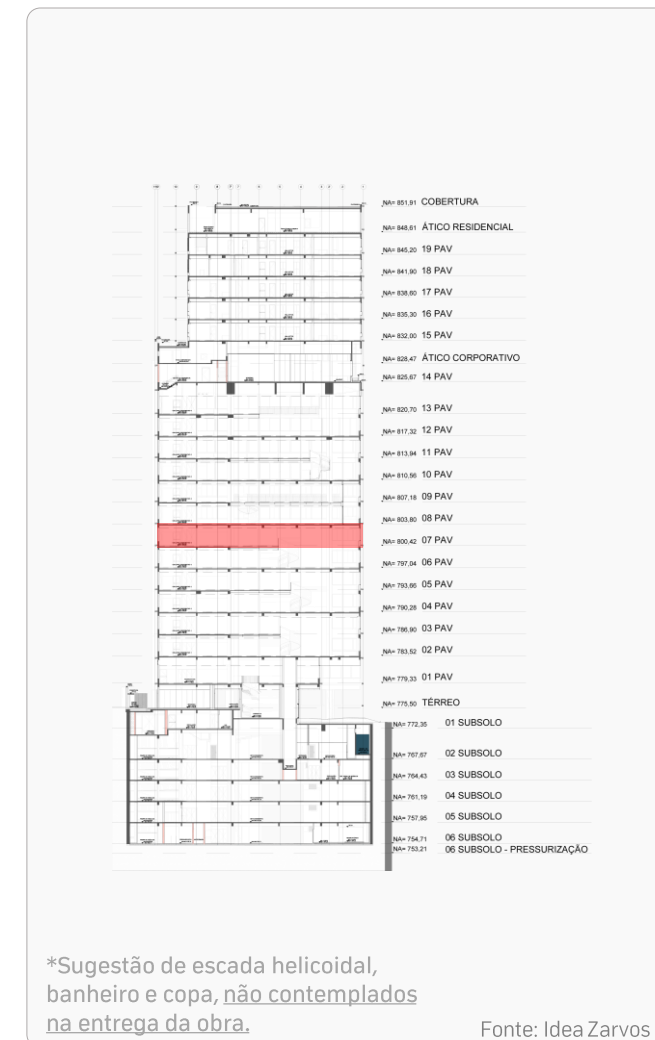 NA= 851,91 COBERTURA
NA= 848,61 ÁTICO RESIDENCIAL
NA= 845,20 19 PAV
NA= 841,90 18 PAV
NA= 838,60 17 PAV
NA= 835,30 16 PAV
NA= 832,00 15 PAV
NA= 828,47 ÁTICO CORPORATIVO
NA= 825,67 14 PAV
NA= 820,70 13 PAV
NA= 817,32 12 PAV
NA= 813,94 11 PAV
NA= 810,56 10 PAV
NA= 807,18 09 PAV
NA= 803,80 08 PAV
NA= 800,42 07 PAV
NA= 797,04 06 PAV
NA= 793,66 05 PAV
NA= 790,28 04 PAV
NA= 786,90 03 PAV
NA= 783,52 02 PAV
NA= 779,33 01 PAV
NA= 775,50 TÉRREO
NA= 772,35 01 SUBSOLO
NA= 767,67 02 SUBSOLO
NA= 764,43 03 SUBSOLO
NA= 761,19 04 SUBSOLO
NA= 757,95 05 SUBSOLO
NA= 754,71 06 SUBSOLO
NA= 753,21 06 SUBSOLO - PRESSURIZAÇÃO
*Sugestão de escada helicoidal,
banheiro e copa, não contemplados
na entrega da obra.
Fonte: Idea Zarvos